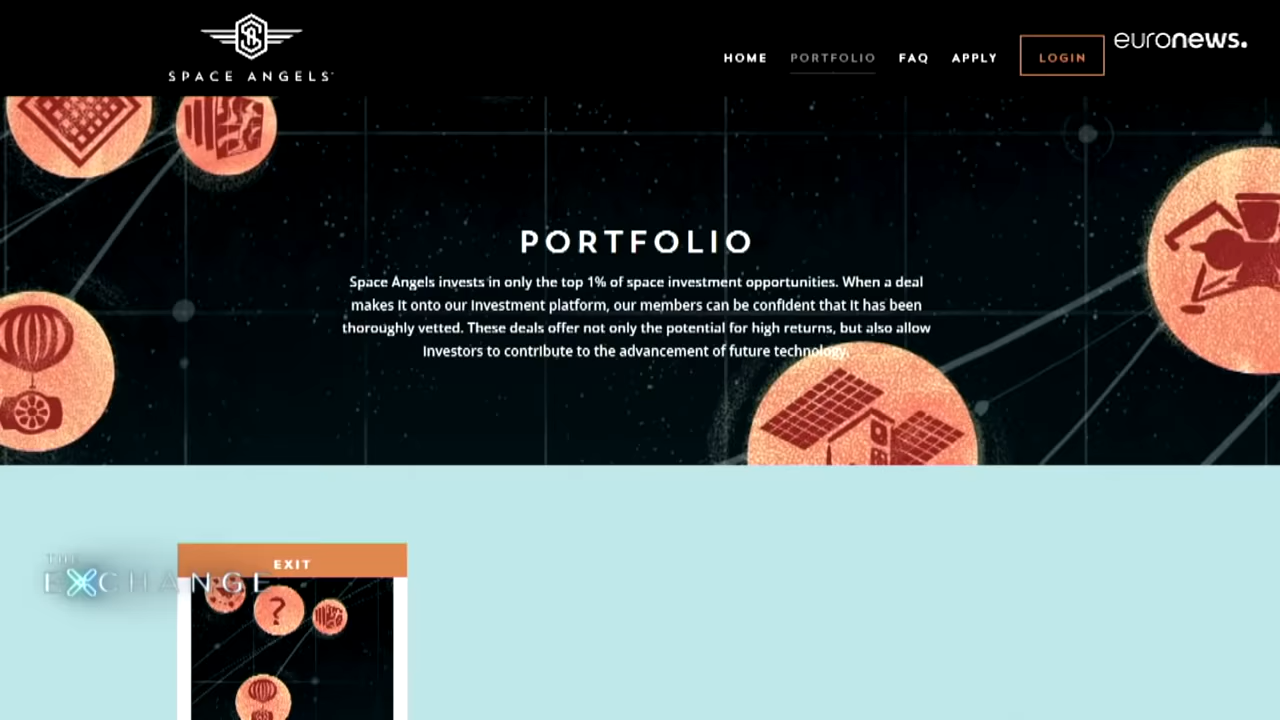 SPACE ANGELS
HOME PORTFOLIO FAQ APPLY LOGIN
euronews.
PORTFOLIO
Space Angels invests in only the top 1% of space investment opportunities. When a deal
makes it onto our investment platform, our members can be confident that it has been
thoroughly vetted. These deals offer not only the potential for high returns, but also allow
investors to contribute to the advancement of future technology.
EXIT
THE
EXCHANGE
?